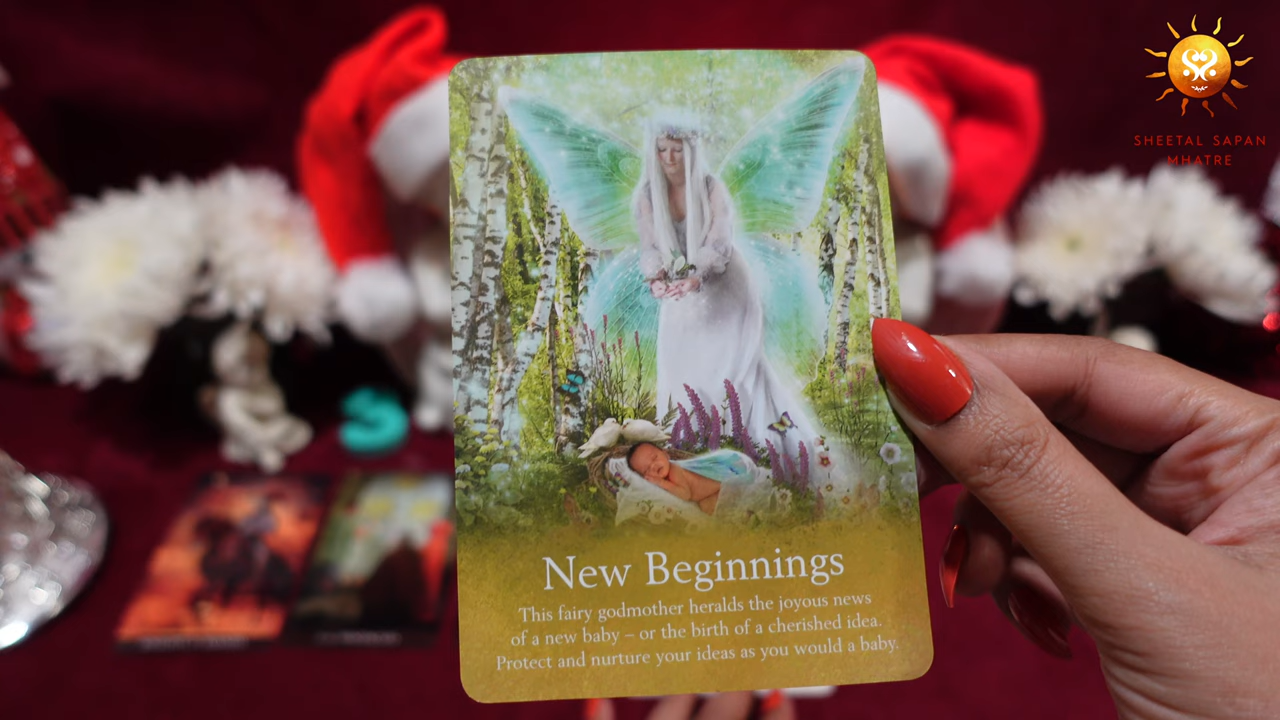 SHEETAL SAPAN
MHATRE
New Beginnings
This fairy godmother heralds the joyous news
of a new baby – or the birth of a cherished idea.
Protect and nurture your ideas as you would a baby.